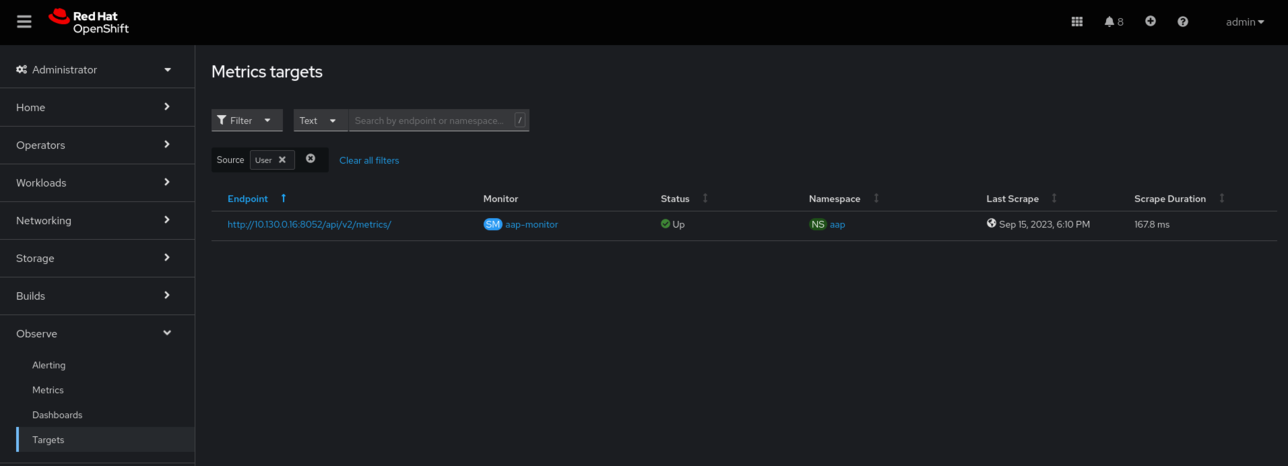 Red Hat
OpenShift
8
admin
Administrator
Home
Operators
Workloads
Networking
Storage
Builds
Observe
Alerting
Metrics
Dashboards
Targets
Metrics targets
Filter Text Search by endpoint or namespace... /
Source User Clear all filters
Endpoint Monitor Status Namespace Last Scrape Scrape Duration
http://10.130.0.16:8052/api/v2/metrics/ SM aap-monitor Up NS aap Sep 15, 2023, 6:10 PM 167.8 ms